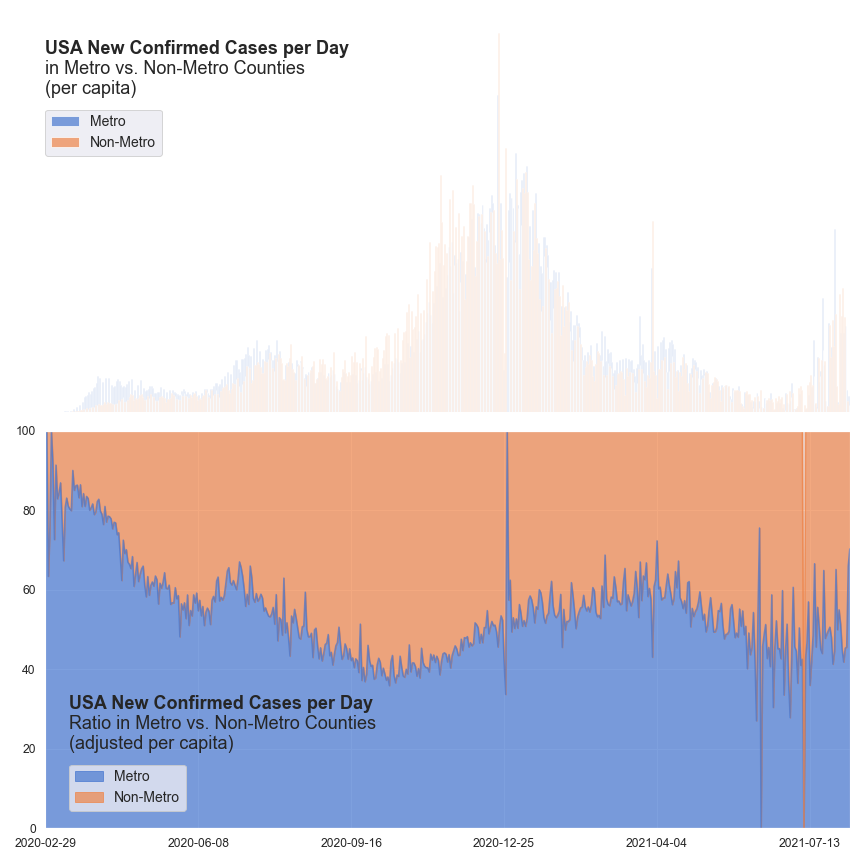 USA New Confirmed Cases per Day
in Metro vs. Non-Metro Counties
(per capita)
Metro
Non-Metro
100
80
60
40
20
0
USA New Confirmed Cases per Day
Ratio in Metro vs. Non-Metro Counties
(adjusted per capita)
Metro
Non-Metro
2020-02-29 2020-06-08 2020-09-16 2020-12-25 2021-04-04 2021-07-13